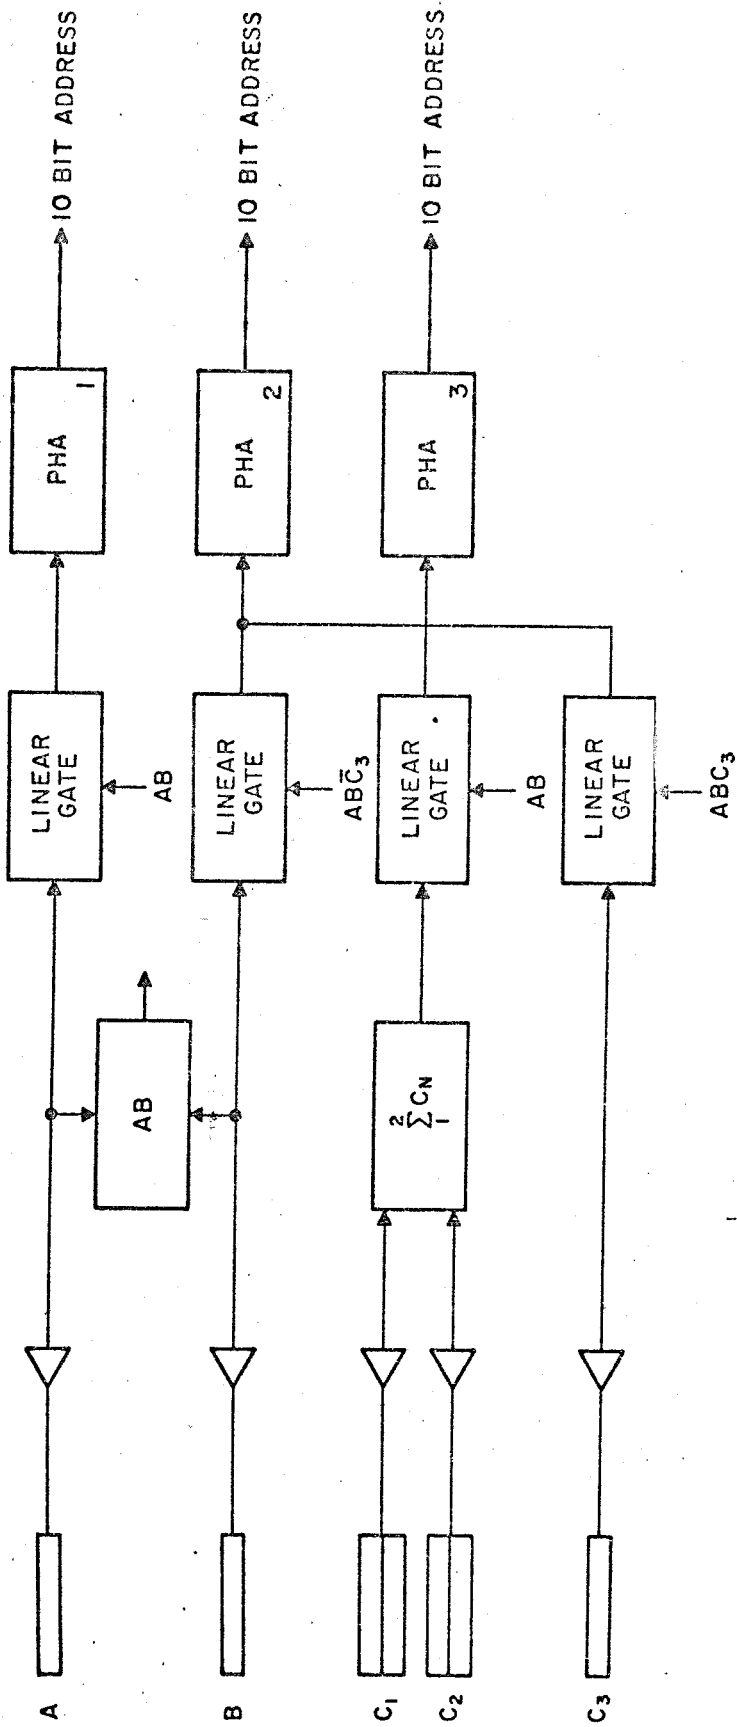 A
AB
LINEAR
GATE
AB
PHA
1
10 BIT ADDRESS
B
LINEAR
GATE
ABC̄₃
PHA
2
10 BIT ADDRESS
C₁
C₂
2
Σ Cₙ
1
LINEAR
GATE
AB
PHA
3
10 BIT ADDRESS
C₃
LINEAR
GATE
ABC₃